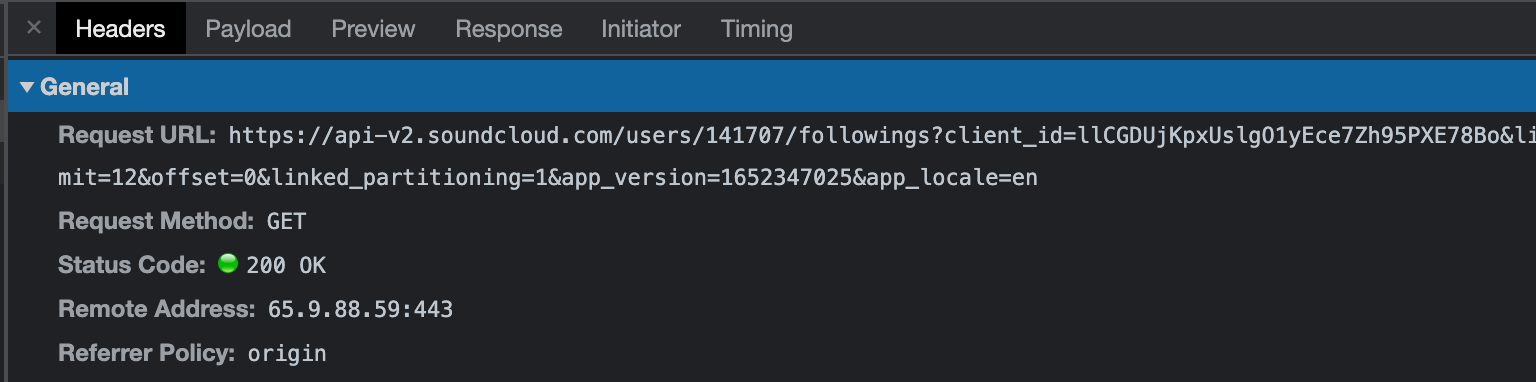 × Headers Payload Preview Response Initiator Timing
▼ General
Request URL: https://api-v2.soundcloud.com/users/141707/followings?client_id=llCGDUjKpxUslgO1yEce7Zh95PXE78Bo&li
mit=12&offset=0&linked_partitioning=1&app_version=1652347025&app_locale=en
Request Method: GET
Status Code: 200 OK
Remote Address: 65.9.88.59:443
Referrer Policy: origin